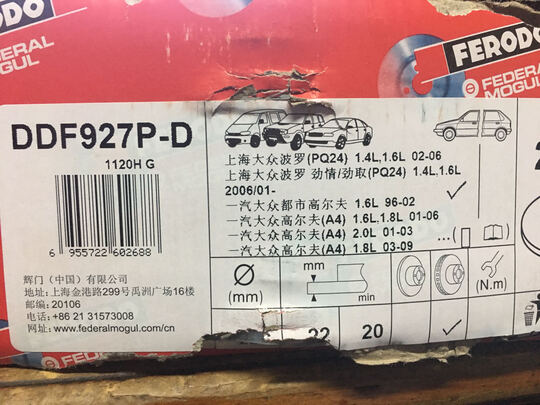 FERODO
FEDERAL
MOGUL
ERAL
GUL
DDF927P-D
1120H G
6 955722 602688
辉门（中国）有限公司
地址: 上海金港路299号禹洲广场16楼
邮编: 20106
电话: +86 21 31573008
网址: www.federalmogul.com/cn
上海大众波罗(PQ24) 1.4L,1.6L 02-06
上海大众波罗 劲情/劲取(PQ24) 1.4L,1.6L
2006/01-
一汽大众都市高尔夫 1.6L 96-02
一汽大众高尔夫(A4) 1.6L,1.8L 01-06
一汽大众高尔夫(A4) 2.0L 01-03
一汽大众高尔夫(A4) 1.8L 03-09
...(
)
Ø
(mm)
mm
min
(N.m)
22
20